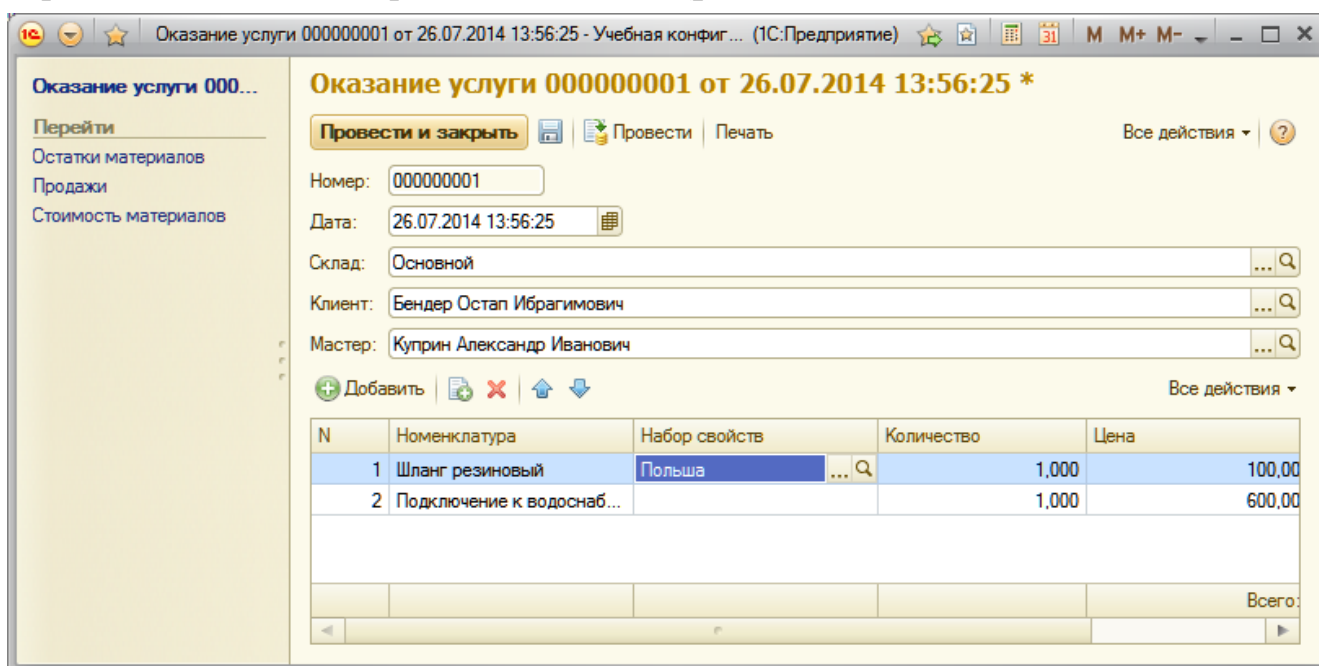 Оказание услуги 000000001 от 26.07.2014 13:56:25 - Учебная конфиг... (1С:Предприятие) 31 M M+ M-
Оказание услуги 000...
Перейти
Остатки материалов
Продажи
Стоимость материалов
Оказание услуги 000000001 от 26.07.2014 13:56:25 *
Провести и закрыть Провести Печать Все действия
Номер: 000000001
Дата: 26.07.2014 13:56:25
Склад: Основной ...
Клиент: Бендер Остап Ибрагимович ...
Мастер: Куприн Александр Иванович ...
Добавить Все действия
N Номенклатура Набор свойств Количество Цена
1 Шланг резиновый Польша ... 1,000 100,00
2 Подключение к водоснаб... 1,000 600,00
Всего: